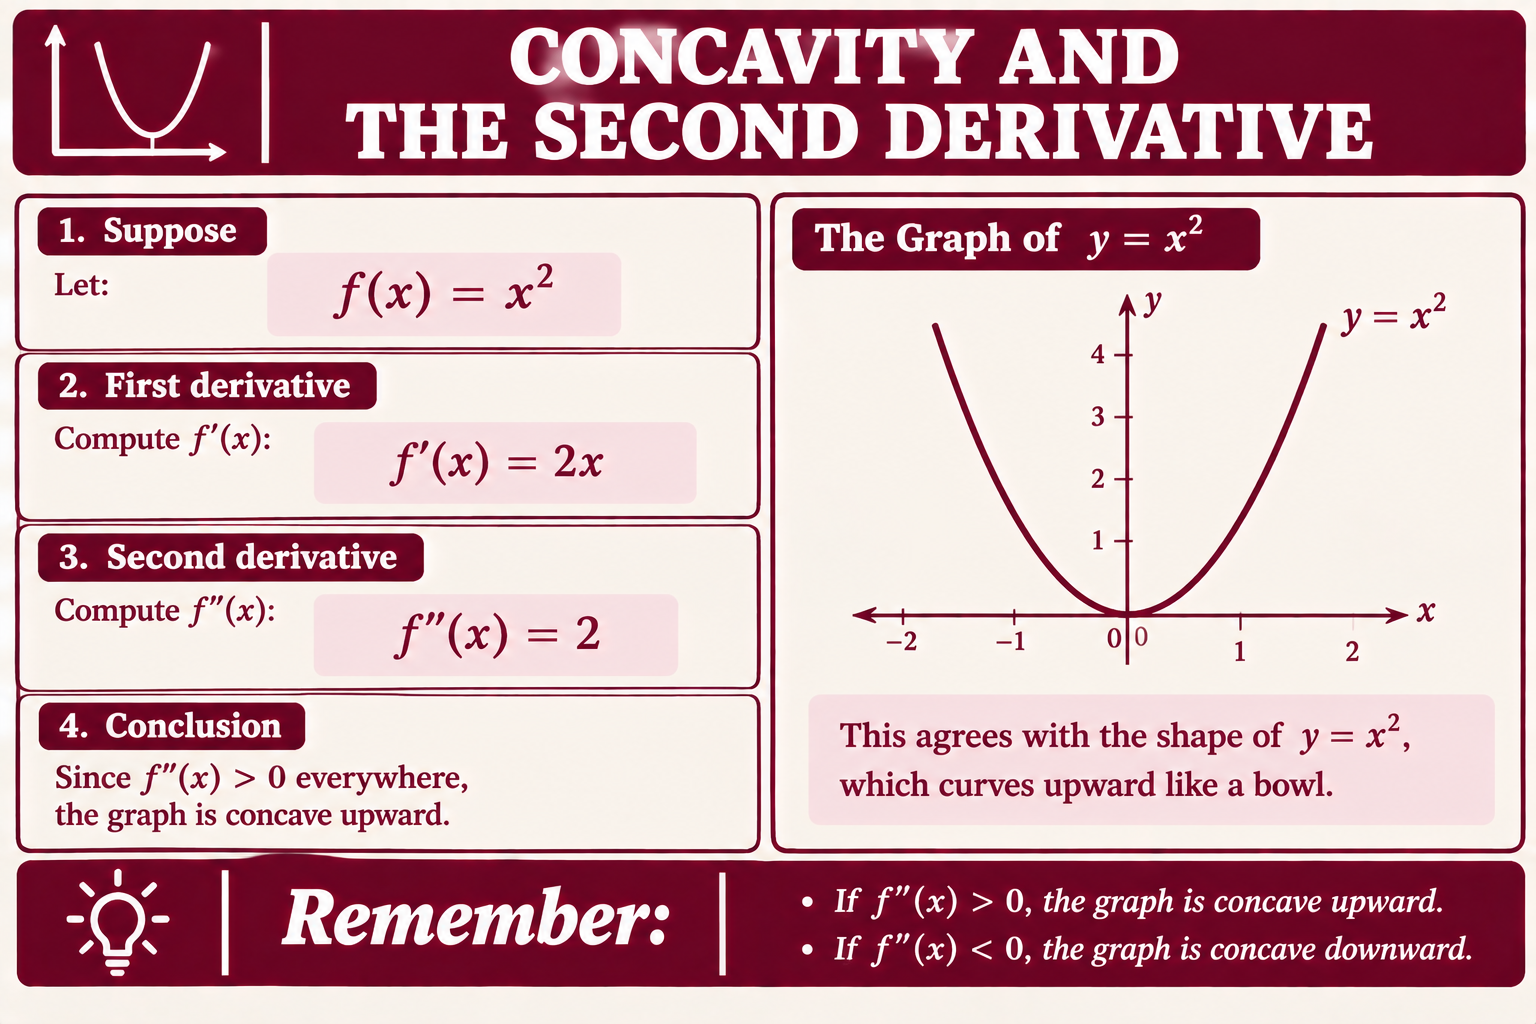 CONCAVITY AND
THE SECOND DERIVATIVE
1. Suppose
Let:
f(x) = x²
2. First derivative
Compute f′(x):
f′(x) = 2x
3. Second derivative
Compute f″(x):
f″(x) = 2
4. Conclusion
Since f″(x) > 0 everywhere,
the graph is concave upward.
The Graph of y = x²
y
y = x²
4
3
2
1
x
−2 −1 0 0 1 2
This agrees with the shape of y = x²,
which curves upward like a bowl.
Remember:
• If f″(x) > 0, the graph is concave upward.
• If f″(x) < 0, the graph is concave downward.